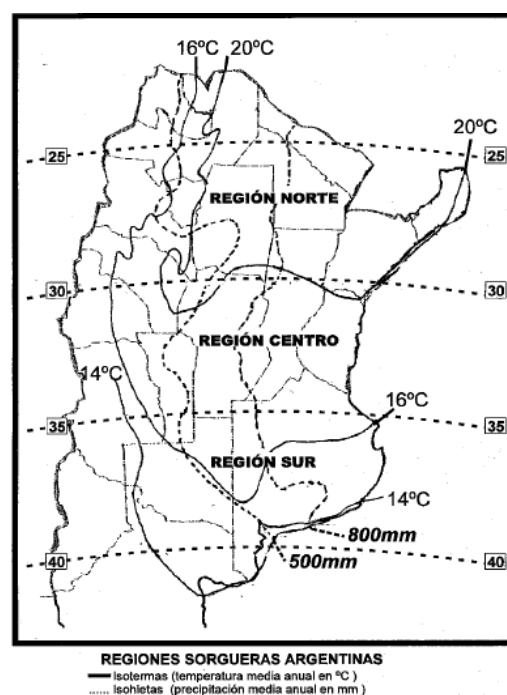 16ºC 20ºC
20ºC
25 25
REGIÓN NORTE
30 30
REGIÓN CENTRO
14ºC
16ºC
35 35
REGIÓN SUR
14ºC
800mm
500mm
40 40
REGIONES SORGUERAS ARGENTINAS
Isotermas (temperatura media anual en ºC )
Isohietas (precipitación media anual en mm )